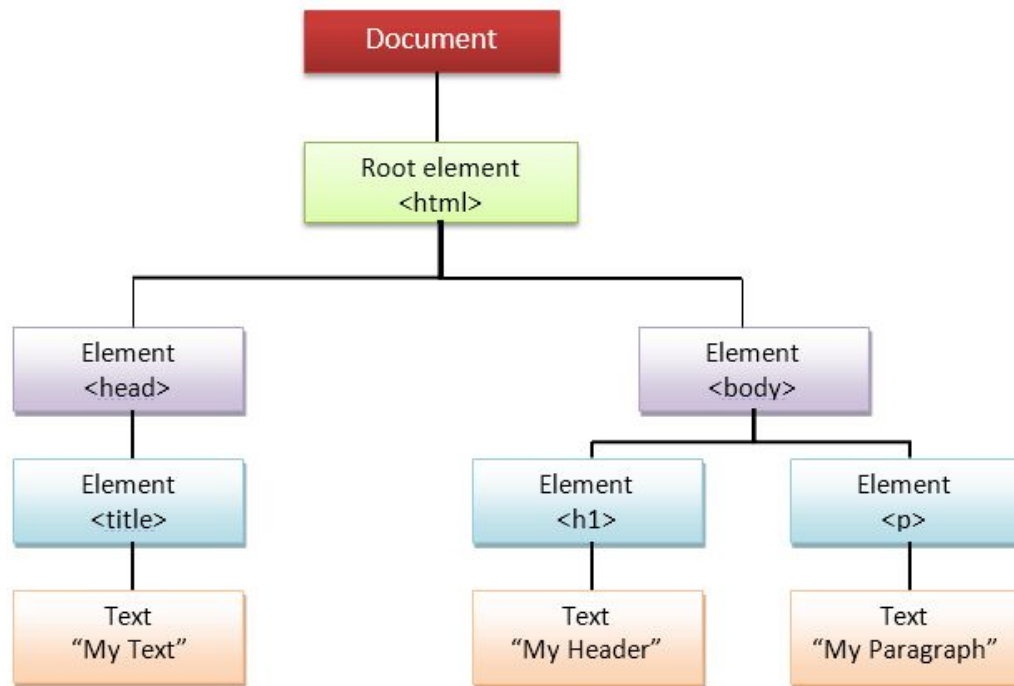 Document
Root element
<html>
Element
<head>
Element
<body>
Element
<title>
Element
<h1>
Element
<p>
Text
“My Text”
Text
“My Header”
Text
“My Paragraph”